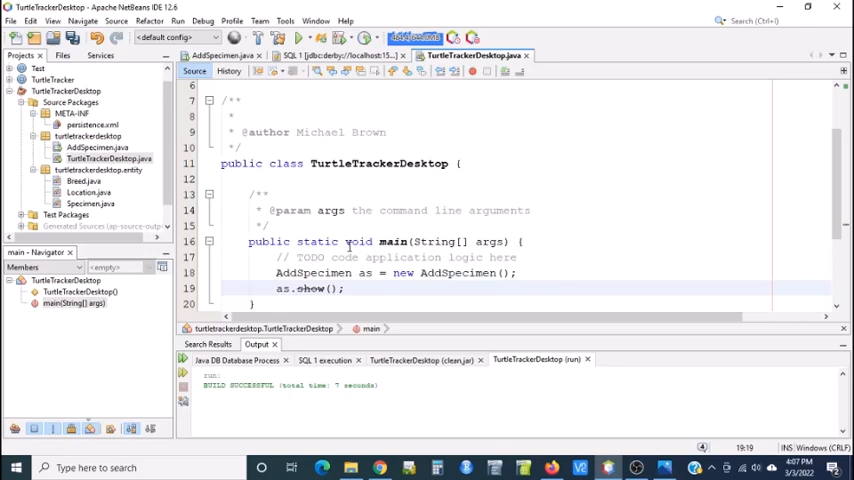 TurtleTrackerDesktop - Apache NetBeans IDE 12.6
File Edit View Navigate Source Refactor Run Debug Profile Team Tools Window Help
Search (Ctrl+I)
<default config>
Projects Files Services
AddSpecimen.java SQL 1 [jdbc:derby://localhost:15... TurtleTrackerDesktop.java
Source History
Test
TurtleTracker
TurtleTrackerDesktop
Source Packages
META-INF
persistence.xml
turtletrackerdesktop
AddSpecimen.java
TurtleTrackerDesktop.java
turtletrackerdesktop.entity
Breed.java
Location.java
Specimen.java
Test Packages
Generated Sources (ap-source-outpu
main - Navigator
Members <empty>
TurtleTrackerDesktop
TurtleTrackerDesktop()
main(String[] args)
6
7 /**
8 *
9 * @author Michael Brown
10 */
11 public class TurtleTrackerDesktop {
12
13 /**
14 * @param args the command line arguments
15 */
16 public static void main(String[] args) {
17 // TODO code application logic here
18 AddSpecimen as = new AddSpecimen();
19 as.show();
20 }
turtletrackerdesktop.TurtleTrackerDesktop main
Search Results Output
Java DB Database Process SQL 1 execution TurtleTrackerDesktop (clean,jar) TurtleTrackerDesktop (run)
run:
BUILD SUCCESSFUL (total time: 7 seconds)
4 19:19 INS Windows (CRLF)
Type here to search
4:07 PM
3/3/2022